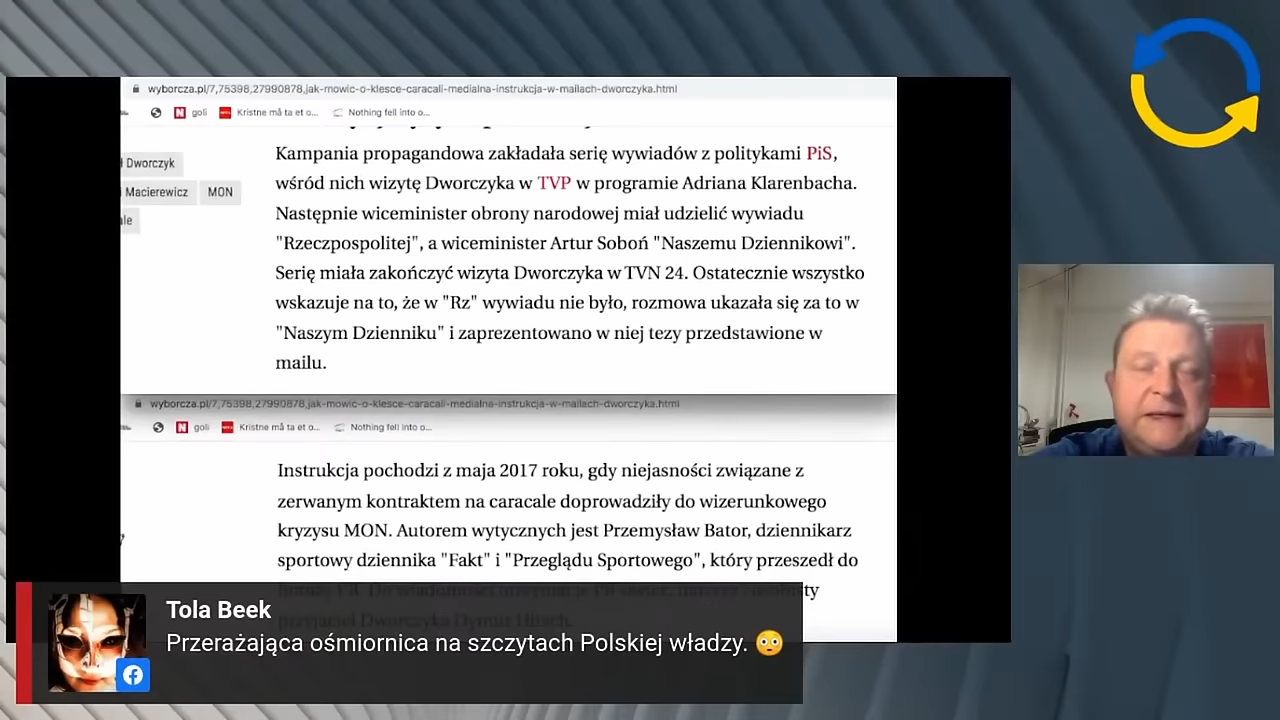 wyborcza.pl/7,75398,27990878,jak-mowic-o-klesce-caracali-medialna-instrukcja-w-mailach-dworczyka.html
goli Kristne må ta et o... Nothing fell into o...
Dworczyk
Macierewicz MON
Kampania propagandowa zakładała serię wywiadów z politykami PiS,
wśród nich wizytę Dworczyka w TVP w programie Adriana Klarenbacha.
Następnie wiceminister obrony narodowej miał udzielić wywiadu
"Rzeczpospolitej", a wiceminister Artur Soboń "Naszemu Dziennikowi".
Serię miała zakończyć wizyta Dworczyka w TVN 24. Ostatecznie wszystko
wskazuje na to, że w "Rz" wywiadu nie było, rozmowa ukazała się za to w
"Naszym Dzienniku" i zaprezentowano w niej tezy przedstawione w
mailu.
wyborcza.pl/7,75398,27990878,jak-mowic-o-klesce-caracali-medialna-instrukcja-w-mailach-dworczyka.html
goli Kristne må ta et o... Nothing fell into o...
Instrukcja pochodzi z maja 2017 roku, gdy niejasności związane z
zerwanym kontraktem na caracale doprowadziły do wizerunkowego
kryzysu MON. Autorem wytycznych jest Przemysław Bator, dziennikarz
sportowy dziennika "Fakt" i "Przeglądu Sportowego", który przeszedł do
przyjaciel Dworczyka
Tola Beek
Przerażająca ośmiornica na szczytach Polskiej władzy. 😳